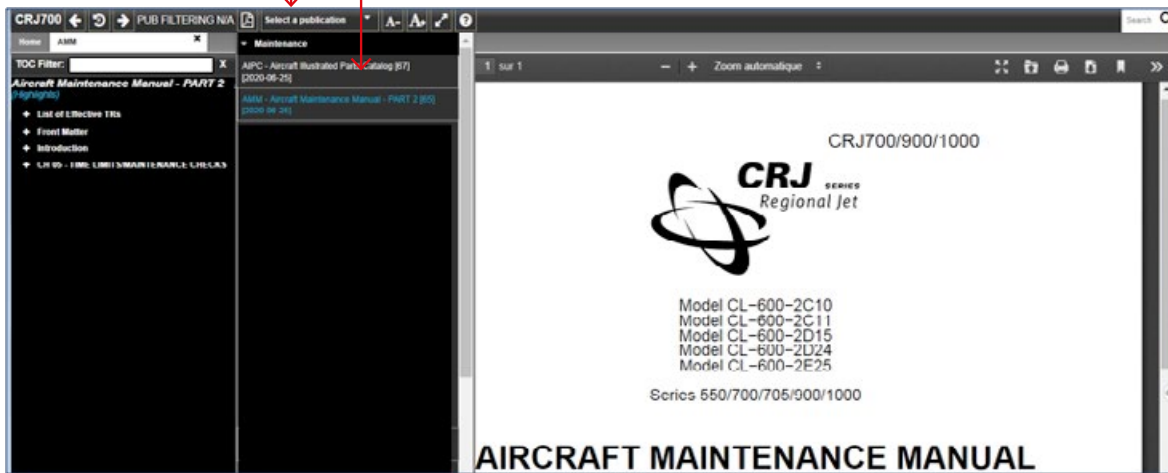 CRJ700 PUB FILTERING N/A Select a publication A- A+ ?
Search
Home AMM x
Maintenance
TOC Filter: X
AIPC - Aircraft Illustrated Parts Catalog [67]
[2020-06-25]
1 sur 1 − + Zoom automatique
Aircraft Maintenance Manual - PART 2
(Highlights)
AMM - Aircraft Maintenance Manual - PART 2 [65]
[2020-06-26]
+ List of Effective TRs
+ Front Matter
+ Introduction
+ CH 05 - TIME LIMITS/MAINTENANCE CHECKS
CRJ700/900/1000
CRJ SERIES
Regional Jet
Model CL-600-2C10
Model CL-600-2C11
Model CL-600-2D15
Model CL-600-2D24
Model CL-600-2E25
Series 550/700/705/900/1000
AIRCRAFT MAINTENANCE MANUAL